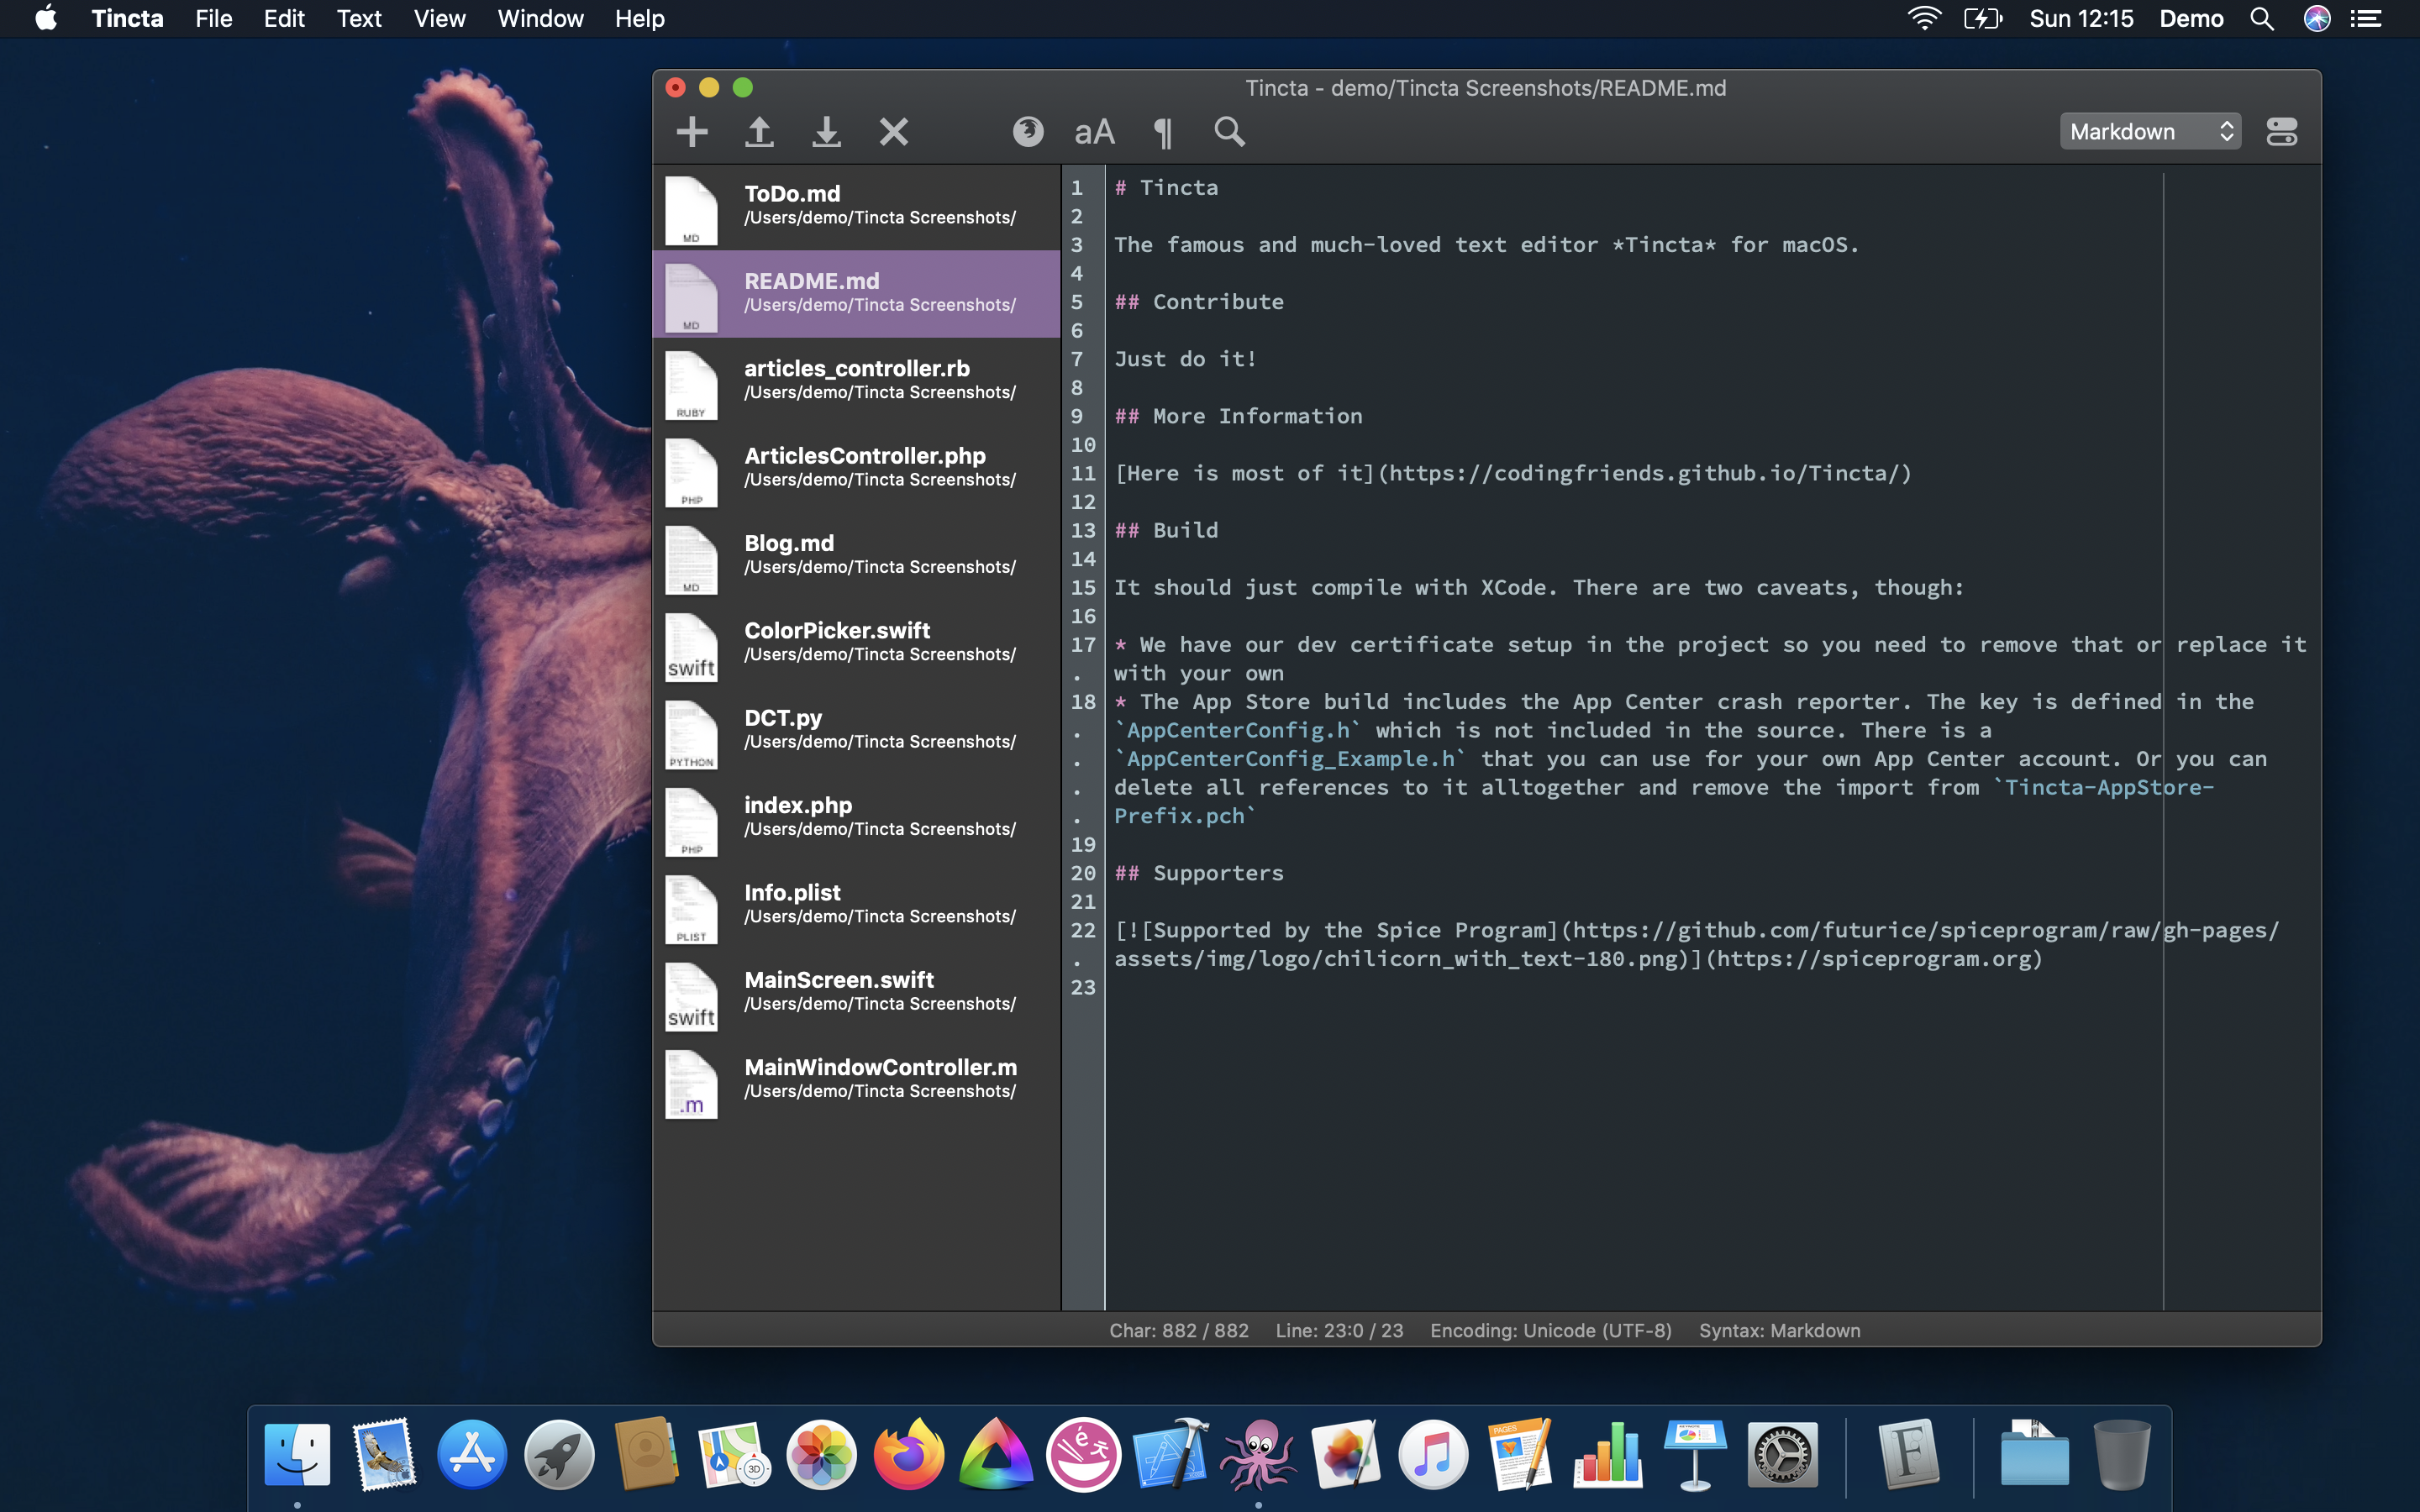 Tincta File Edit Text View Window Help
Sun 12:15 Demo
Tincta - demo/Tincta Screenshots/README.md
aA ¶
Markdown
ToDo.md
/Users/demo/Tincta Screenshots/
MD
README.md
/Users/demo/Tincta Screenshots/
MD
articles_controller.rb
/Users/demo/Tincta Screenshots/
RUBY
ArticlesController.php
/Users/demo/Tincta Screenshots/
PHP
Blog.md
/Users/demo/Tincta Screenshots/
MD
ColorPicker.swift
/Users/demo/Tincta Screenshots/
swift
DCT.py
/Users/demo/Tincta Screenshots/
PYTHON
index.php
/Users/demo/Tincta Screenshots/
PHP
Info.plist
/Users/demo/Tincta Screenshots/
PLIST
MainScreen.swift
/Users/demo/Tincta Screenshots/
swift
MainWindowController.m
/Users/demo/Tincta Screenshots/
.m
1 # Tincta
2
3 The famous and much-loved text editor *Tincta* for macOS.
4
5 ## Contribute
6
7 Just do it!
8
9 ## More Information
10
11 [Here is most of it](https://codingfriends.github.io/Tincta/)
12
13 ## Build
14
15 It should just compile with XCode. There are two caveats, though:
16
17 * We have our dev certificate setup in the project so you need to remove that or replace it
. with your own
18 * The App Store build includes the App Center crash reporter. The key is defined in the
. `AppCenterConfig.h` which is not included in the source. There is a
. `AppCenterConfig_Example.h` that you can use for your own App Center account. Or you can
. delete all references to it alltogether and remove the import from `Tincta-AppStore-
. Prefix.pch`
19
20 ## Supporters
21
22 [![Supported by the Spice Program](https://github.com/futurice/spiceprogram/raw/gh-pages/
. assets/img/logo/chilicorn_with_text-180.png)](https://spiceprogram.org)
23
Char: 882 / 882 Line: 23:0 / 23 Encoding: Unicode (UTF-8) Syntax: Markdown
3D
PAGES
F